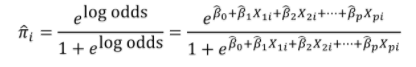 π̂ᵢ = e^(log odds) / (1 + e^(log odds)) = e^(β̂₀+β̂₁X₁ᵢ+β̂₂X₂ᵢ+⋯+β̂ₚXₚᵢ) / (1 + e^(β̂₀+β̂₁X₁ᵢ+β̂₂X₂ᵢ+⋯+β̂ₚXₚᵢ))